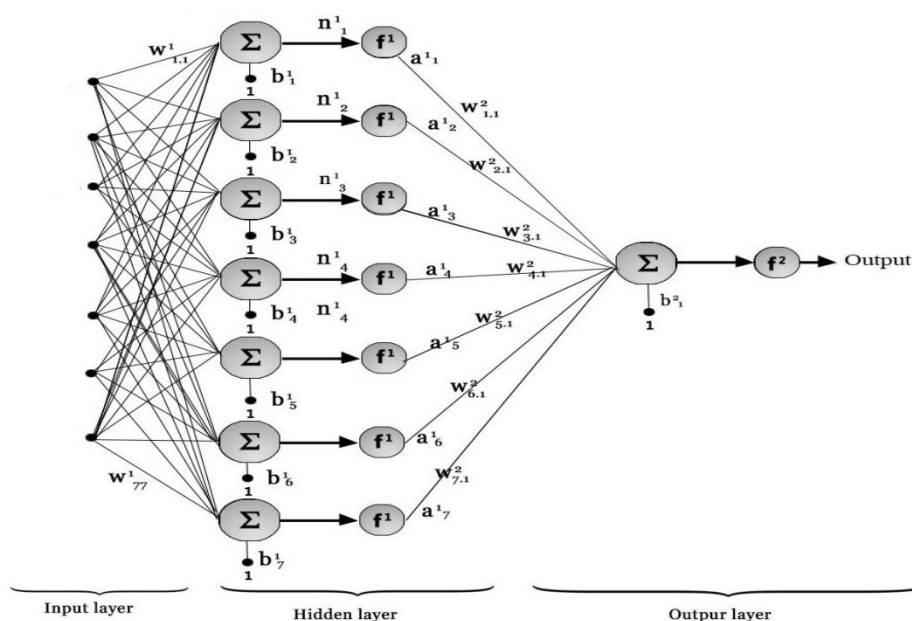 n¹₁
w¹₁.₁
Σ
f¹
a¹₁
b¹₁
1
w²₁.₁
n¹₂
Σ
f¹
a¹₂
b¹₂
1
w²₂.₁
n¹₃
Σ
f¹
a¹₃
b¹₃
1
w²₃.₁
n¹₄
Σ
f¹
a¹₄
w²₄.₁
Σ
f²
Output
b²₁
1
b¹₄
n¹₄
1
w²₅.₁
Σ
f¹
a¹₅
b¹₅
1
w²₆.₁
Σ
f¹
a¹₆
w¹₇₇
b¹₆
1
w²₇.₁
Σ
f¹
a¹₇
b¹₇
1
Input layer
Hidden layer
Outpur layer